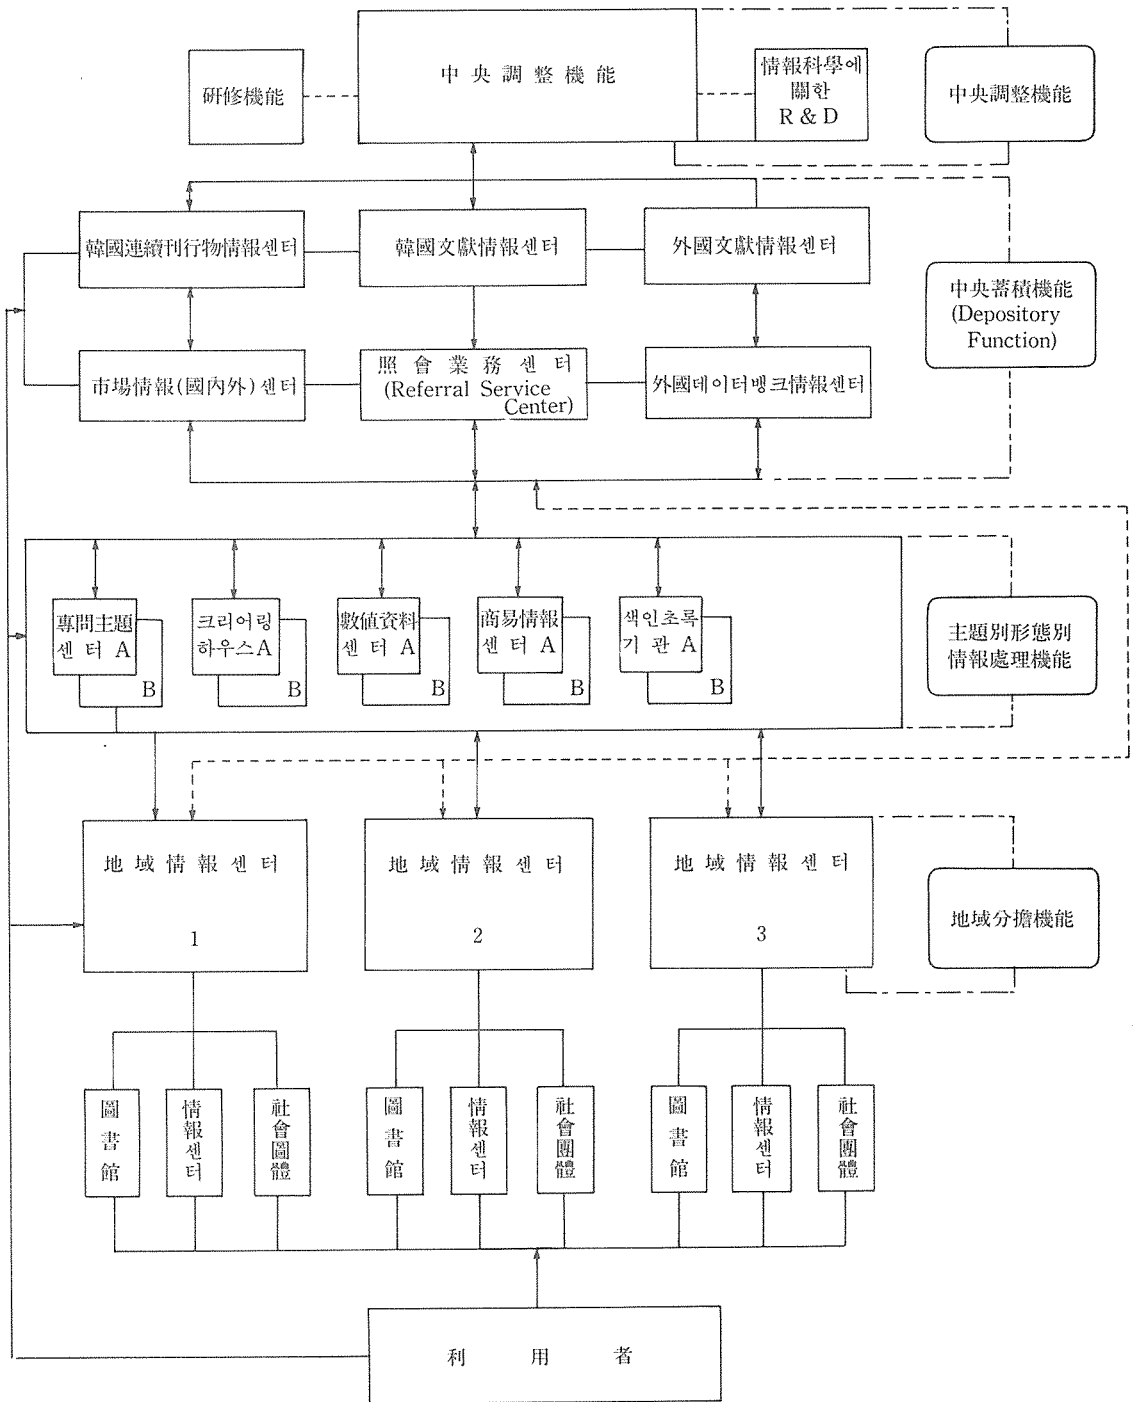 研修機能
中央調整機能
情報科學에
關한
R & D
中央調整機能
韓國連續刊行物情報센터
韓國文獻情報센터
外國文獻情報센터
中央蓄積機能
(Depository
Function)
市場情報(國內外)센터
照會業務센터
(Referral Service
Center)
外國데이터뱅크情報센터
專門主題
센터 A
B
크리어링
하우스A
B
數値資料
센터 A
B
商易情報
센터 A
B
색인초록
기관 A
B
主題別形態別
情報處理機能
地域情報센터
1
地域情報센터
2
地域情報센터
3
地域分擔機能
圖書館
情報센터
社會圖體
圖書館
情報센터
社會團體
圖書館
情報센터
社會團體
利用者